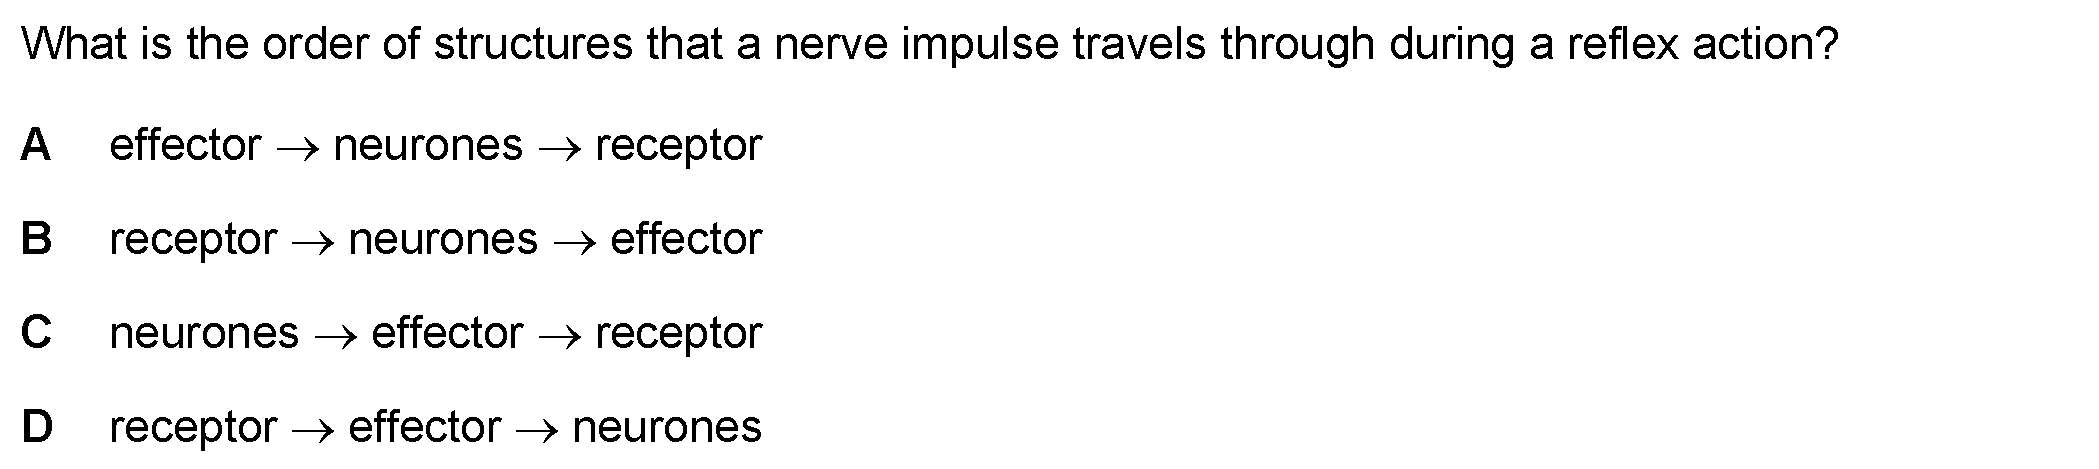 What is the order of structures that a nerve impulse travels through during a reflex action?
A effector → neurones → receptor
B receptor → neurones → effector
C neurones → effector → receptor
D receptor → effector → neurones